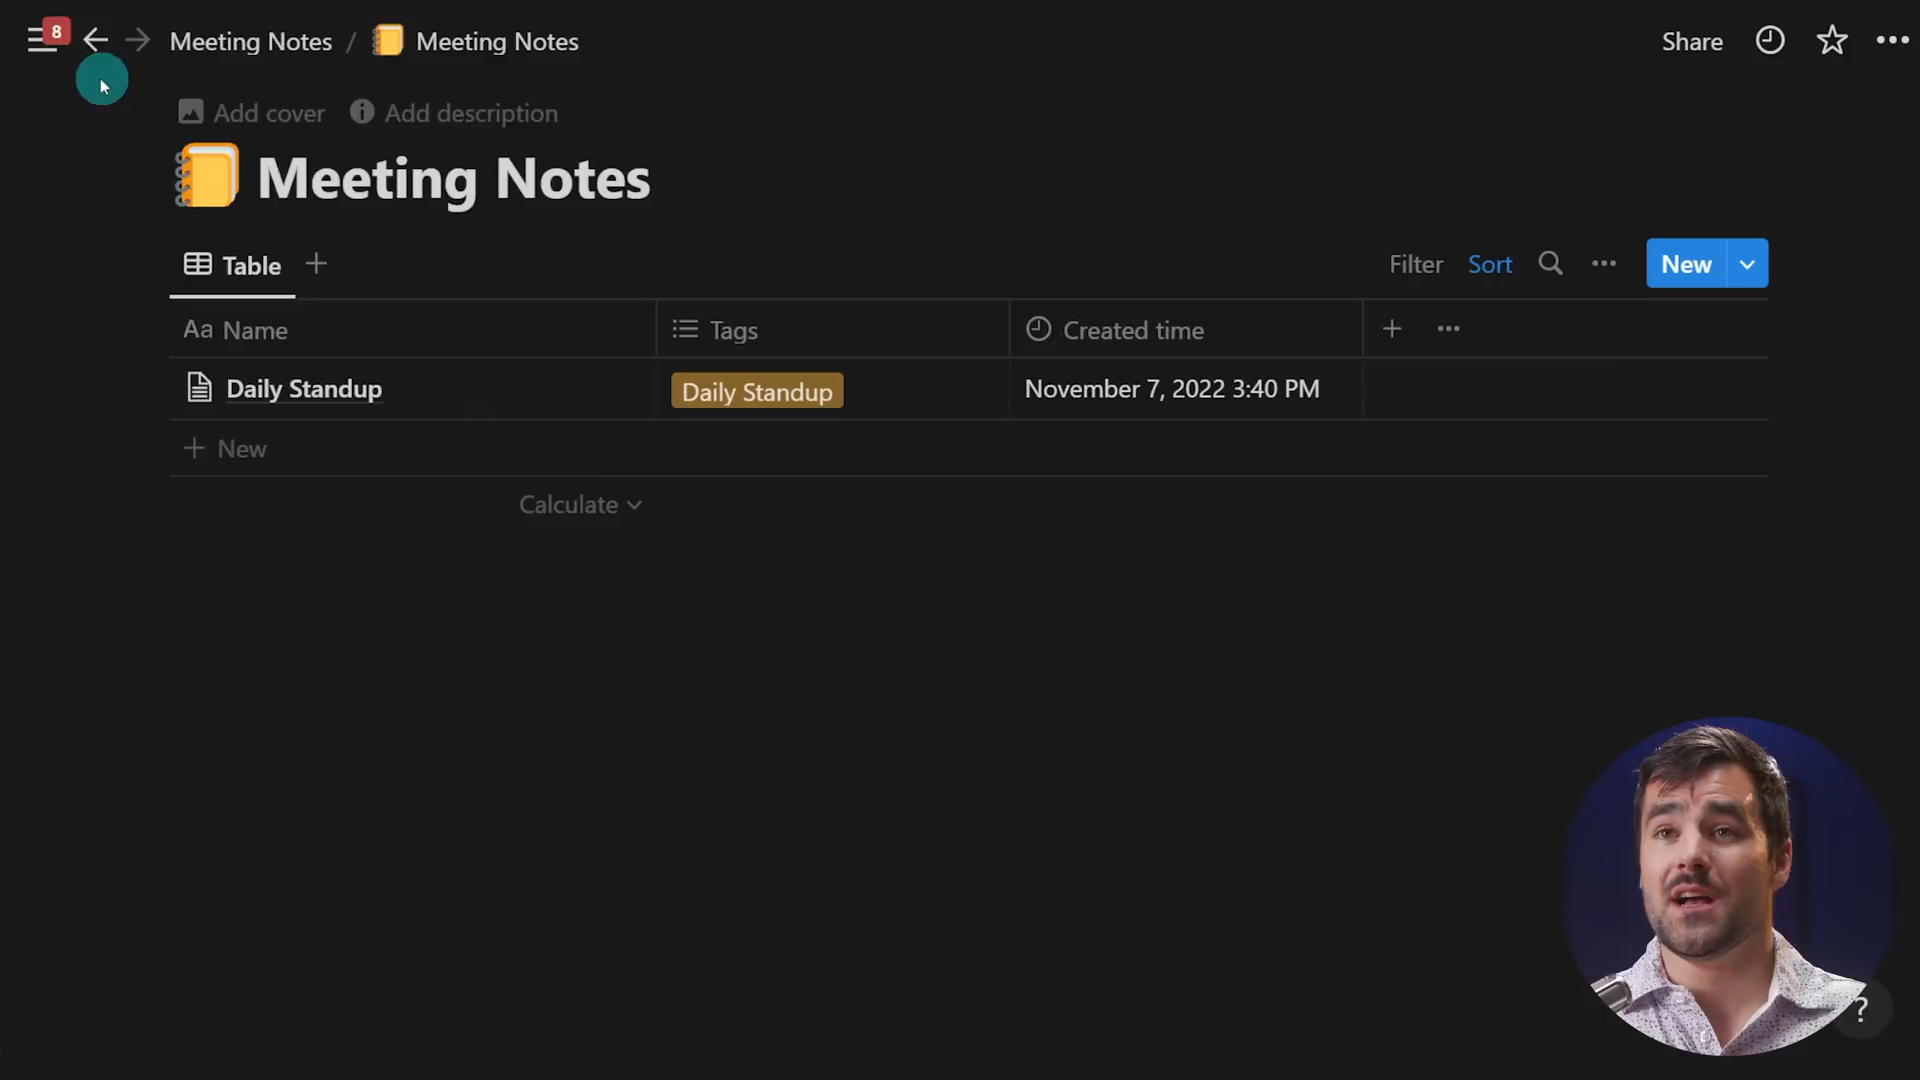 8
Meeting Notes / Meeting Notes
Share
Add cover
Add description
Meeting Notes
Table
Filter
Sort
New
Aa Name
Tags
Created time
Daily Standup
Daily Standup
November 7, 2022 3:40 PM
New
Calculate
?